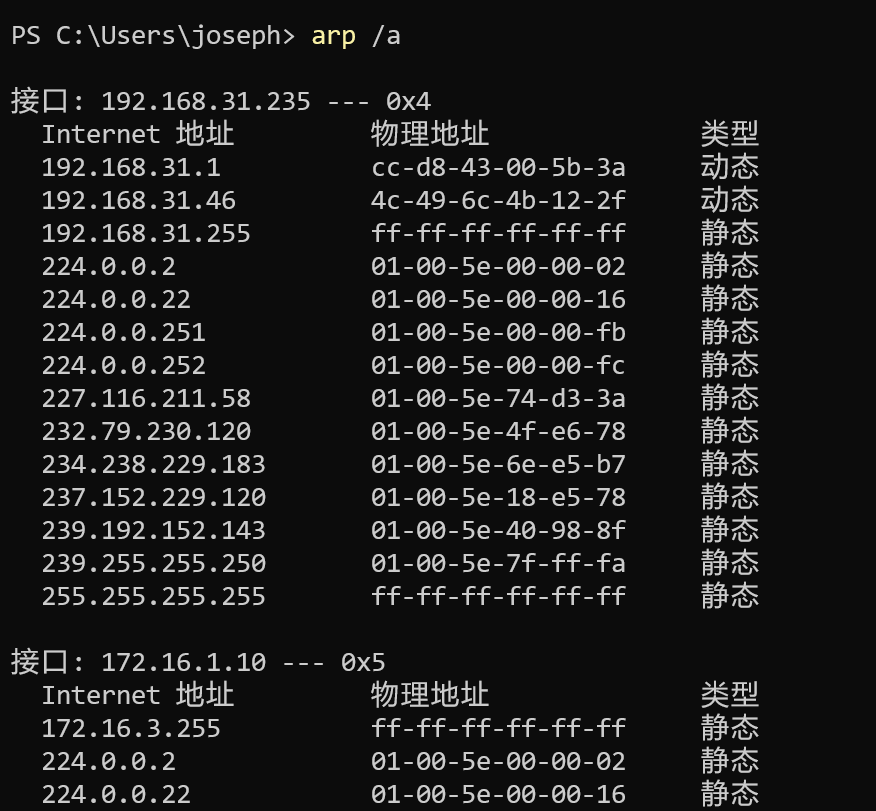 PS C:\Users\joseph> arp /a
接口: 192.168.31.235 --- 0x4
Internet 地址 物理地址 类型
192.168.31.1 cc-d8-43-00-5b-3a 动态
192.168.31.46 4c-49-6c-4b-12-2f 动态
192.168.31.255 ff-ff-ff-ff-ff-ff 静态
224.0.0.2 01-00-5e-00-00-02 静态
224.0.0.22 01-00-5e-00-00-16 静态
224.0.0.251 01-00-5e-00-00-fb 静态
224.0.0.252 01-00-5e-00-00-fc 静态
227.116.211.58 01-00-5e-74-d3-3a 静态
232.79.230.120 01-00-5e-4f-e6-78 静态
234.238.229.183 01-00-5e-6e-e5-b7 静态
237.152.229.120 01-00-5e-18-e5-78 静态
239.192.152.143 01-00-5e-40-98-8f 静态
239.255.255.250 01-00-5e-7f-ff-fa 静态
255.255.255.255 ff-ff-ff-ff-ff-ff 静态
接口: 172.16.1.10 --- 0x5
Internet 地址 物理地址 类型
172.16.3.255 ff-ff-ff-ff-ff-ff 静态
224.0.0.2 01-00-5e-00-00-02 静态
224.0.0.22 01-00-5e-00-00-16 静态